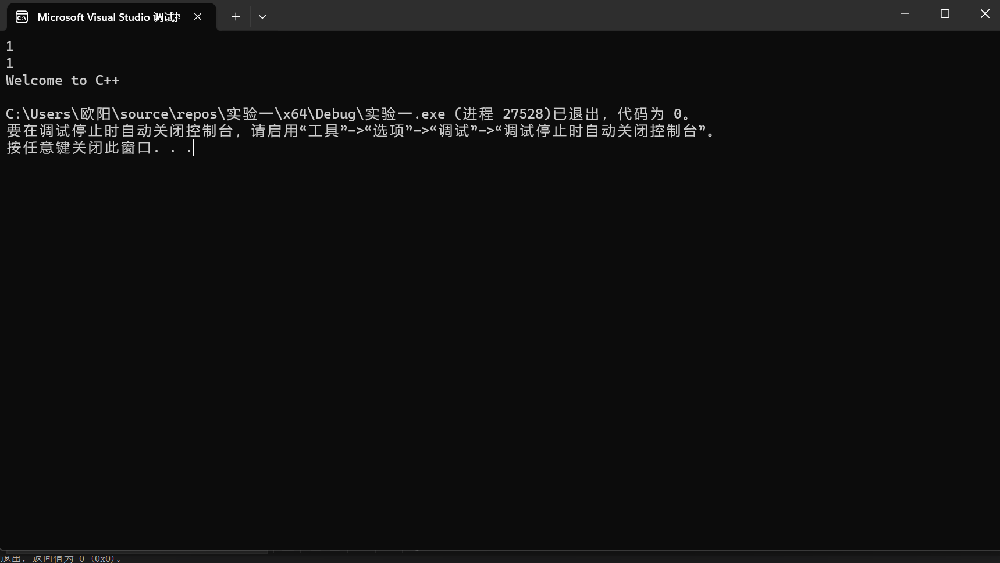 Microsoft Visual Studio 调试
1
1
Welcome to C++
C:\Users\欧阳\source\repos\实验一\x64\Debug\实验一.exe (进程 27528)已退出，代码为 0。
要在调试停止时自动关闭控制台，请启用“工具”->“选项”->“调试”->“调试停止时自动关闭控制台”。
按任意键关闭此窗口. . .
退出，返回值为 0 (0x0)。